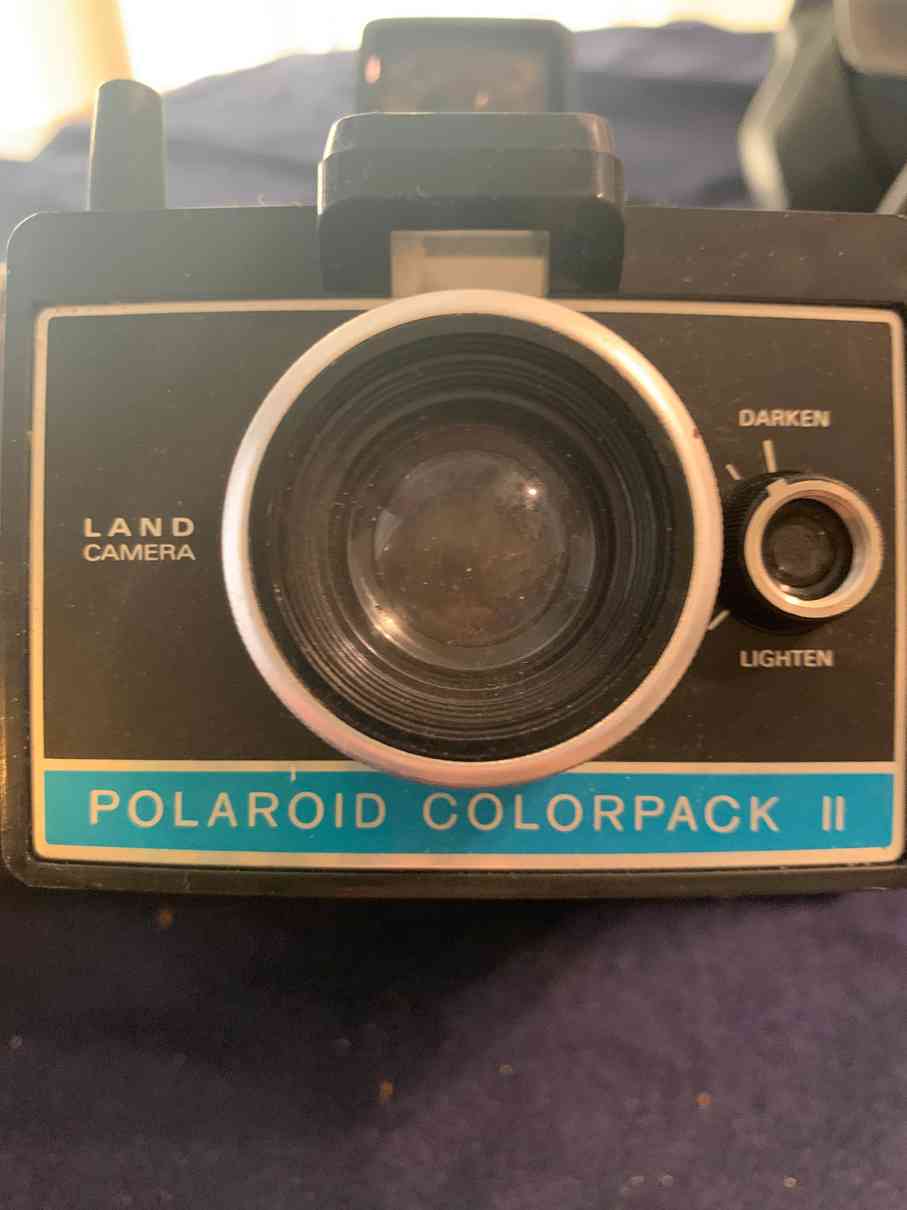 DARKEN
LAND
CAMERA
LIGHTEN
POLAROID COLORPACK II